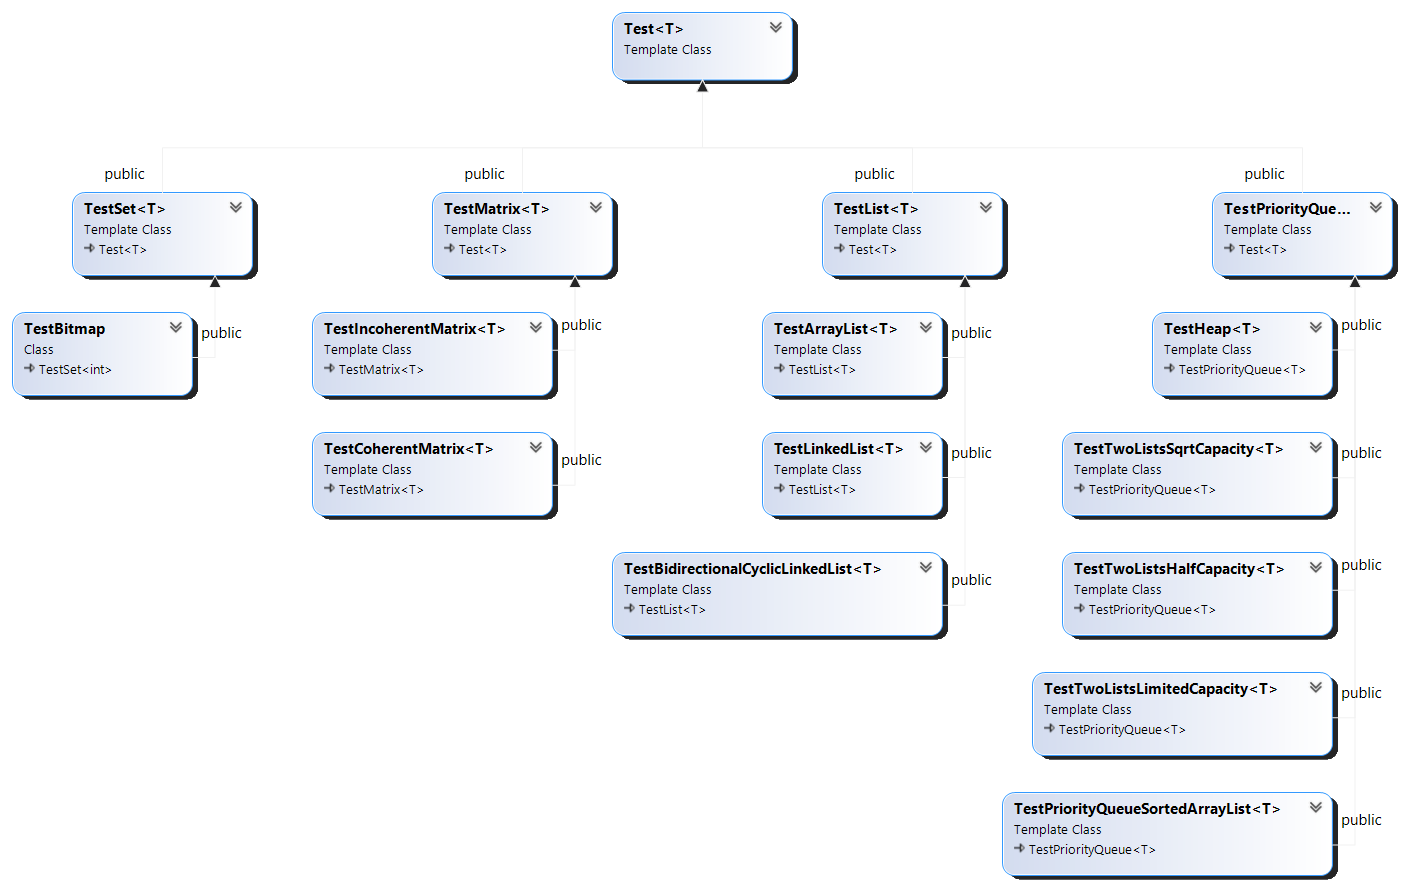 Test<T>
Template Class
public
public
public
public
TestSet<T>
Template Class
Test<T>
TestMatrix<T>
Template Class
Test<T>
TestList<T>
Template Class
Test<T>
TestPriorityQue...
Template Class
Test<T>
TestBitmap
Class
TestSet<int>
public
TestIncoherentMatrix<T>
Template Class
TestMatrix<T>
public
TestArrayList<T>
Template Class
TestList<T>
public
TestHeap<T>
Template Class
TestPriorityQueue<T>
public
TestCoherentMatrix<T>
Template Class
TestMatrix<T>
public
TestLinkedList<T>
Template Class
TestList<T>
public
TestTwoListsSqrtCapacity<T>
Template Class
TestPriorityQueue<T>
public
TestBidirectionalCyclicLinkedList<T>
Template Class
TestList<T>
public
TestTwoListsHalfCapacity<T>
Template Class
TestPriorityQueue<T>
public
TestTwoListsLimitedCapacity<T>
Template Class
TestPriorityQueue<T>
public
TestPriorityQueueSortedArrayList<T>
Template Class
TestPriorityQueue<T>
public